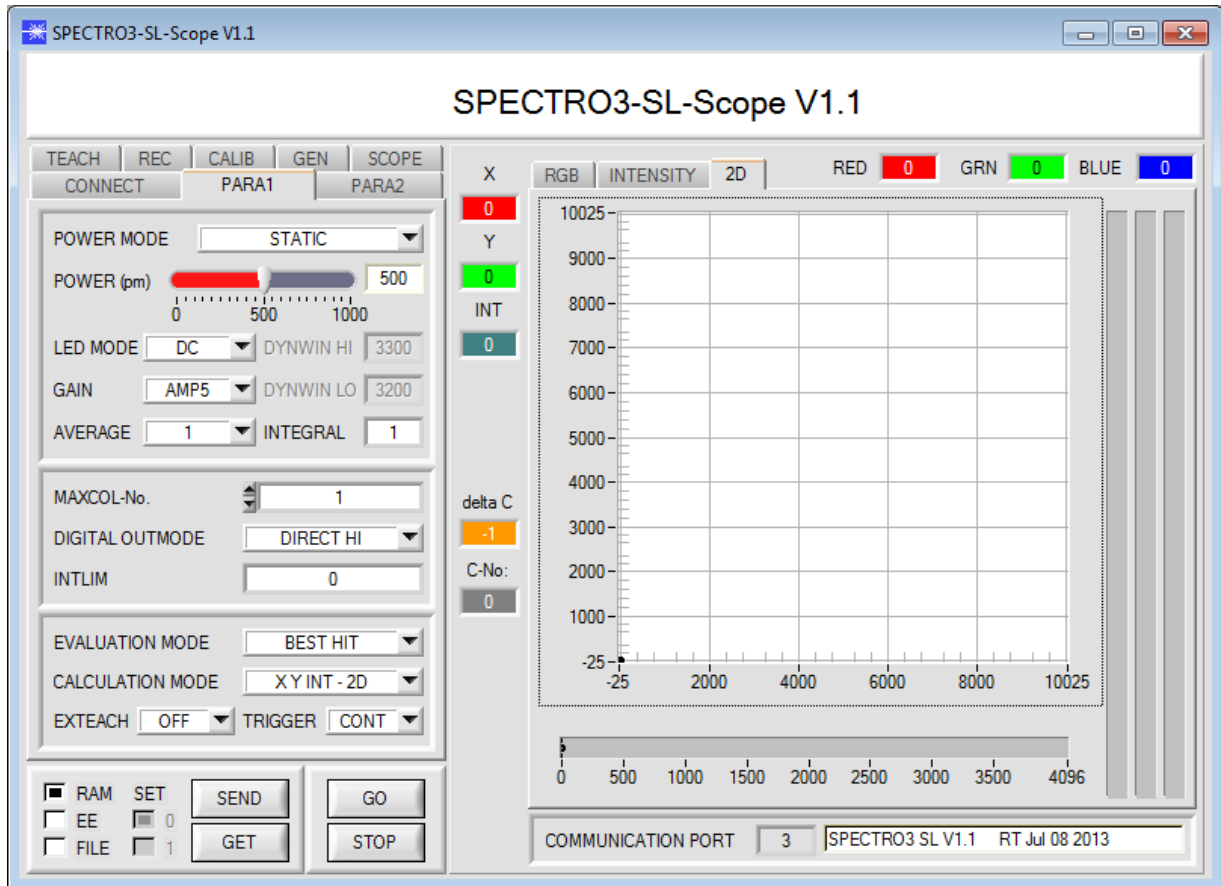 SPECTRO3-SL-Scope V1.1
SPECTRO3-SL-Scope V1.1
TEACH REC CALIB GEN SCOPE
CONNECT PARA1 PARA2
POWER MODE STATIC
POWER (pm) 500
0 500 1000
LED MODE DC DYNWIN HI 3300
GAIN AMP5 DYNWIN LO 3200
AVERAGE 1 INTEGRAL 1
MAXCOL-No. 1
DIGITAL OUTMODE DIRECT HI
INTLIM 0
EVALUATION MODE BEST HIT
CALCULATION MODE X Y INT - 2D
EXTEACH OFF TRIGGER CONT
RAM SET SEND GO
EE 0
FILE 1 GET STOP
X
0
Y
0
INT
0
delta C
-1
C-No:
0
RGB INTENSITY 2D RED 0 GRN 0 BLUE 0
10025
9000
8000
7000
6000
5000
4000
3000
2000
1000
-25
-25 2000 4000 6000 8000 10025
0 500 1000 1500 2000 2500 3000 3500 4096
COMMUNICATION PORT 3 SPECTRO3 SL V1.1 RT Jul 08 2013